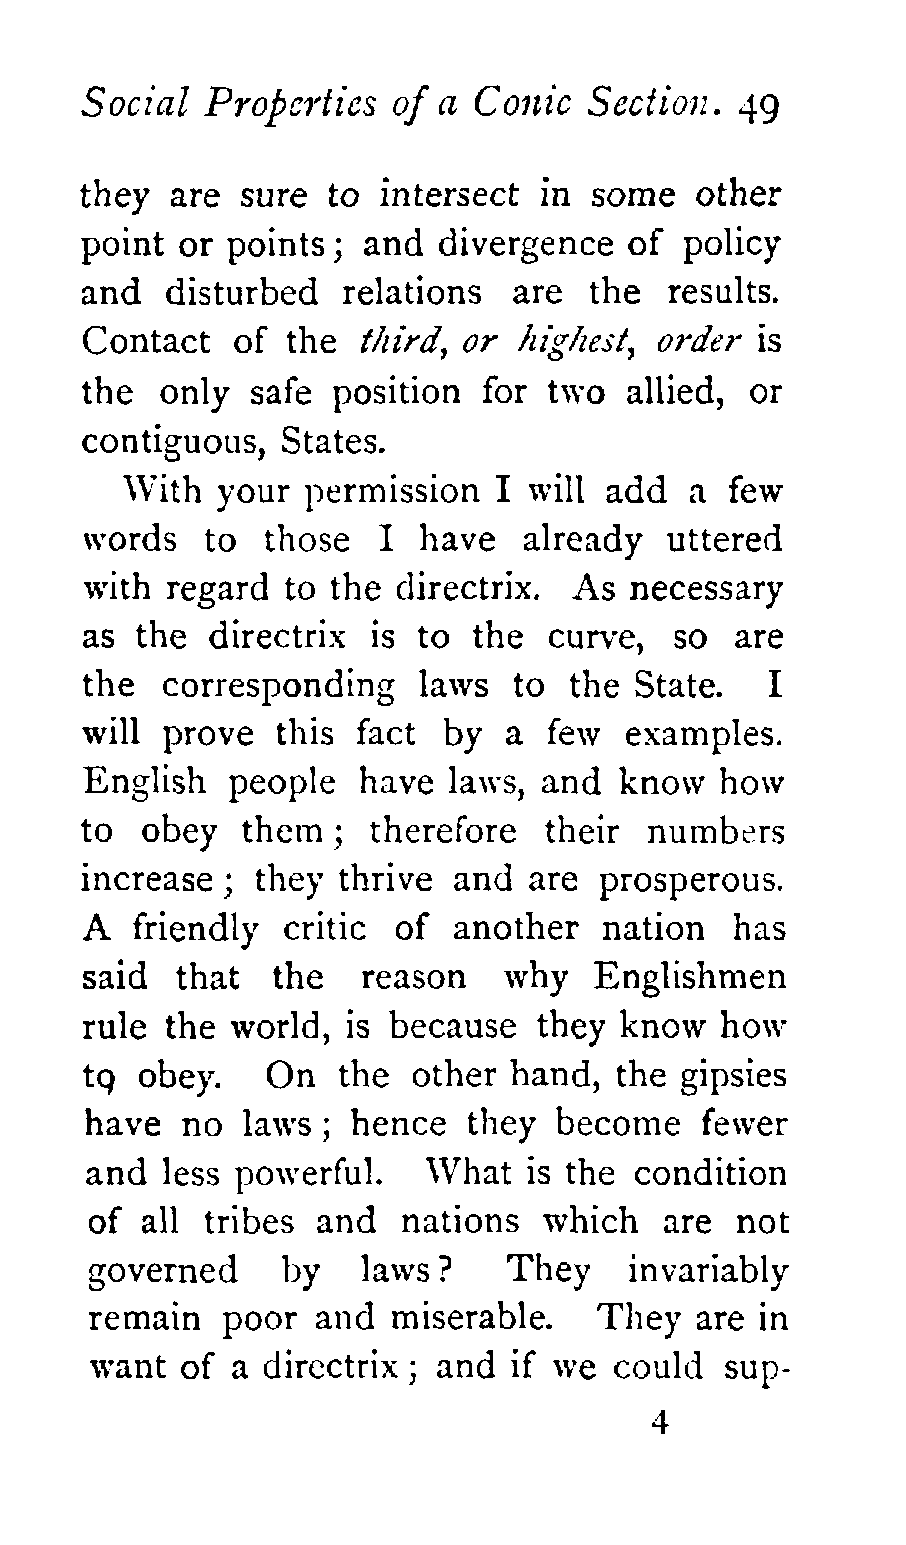 Social Properties of a Conic Section. 49
they are sure to intersect in some other
point or points ; and divergence of policy
and disturbed relations are the results.
Contact of the third, or highest, order is
the only safe position for two allied, or
contiguous, States.
With your permission I will add a few
words to those I have already uttered
with regard to the directrix. As necessary
as the directrix is to the curve, so are
the corresponding laws to the State. I
will prove this fact by a few examples.
English people have laws, and know how
to obey them ; therefore their numbers
increase ; they thrive and are prosperous.
A friendly critic of another nation has
said that the reason why Englishmen
rule the world, is because they know how
to obey. On the other hand, the gipsies
have no laws ; hence they become fewer
and less powerful. What is the condition
of all tribes and nations which are not
governed by laws ? They invariably
remain poor and miserable. They are in
want of a directrix ; and if we could sup-
4